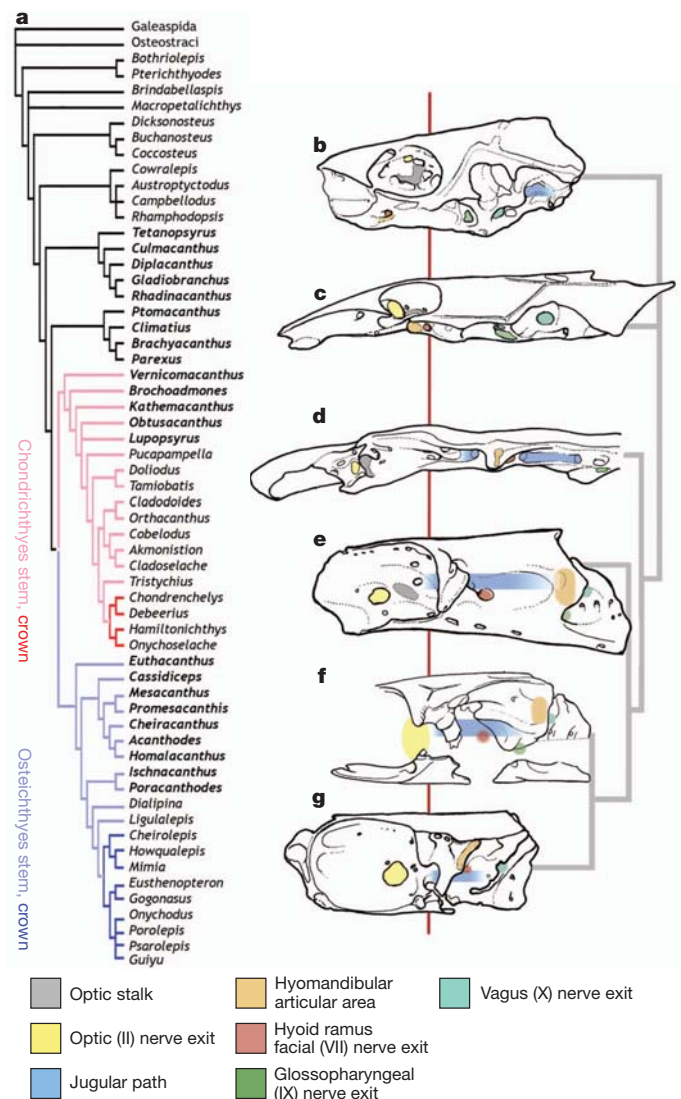 a
Galeaspida
Osteostraci
Bothriolepis
Pterichthyodes
Brindabellaspis
Macropetalichthys
Dicksonosteus
Buchanosteus
Coccosteus
Cowralepis
Austroptyctodus
Campbellodus
Rhamphodopsis
Tetanopsyrus
Culmacanthus
Diplacanthus
Gladiobranchus
Rhadinacanthus
Ptomacanthus
Climatius
Brachyacanthus
Parexus
Vernicomacanthus
Brochoadmones
Kathemacanthus
Obtusacanthus
Lupopsyrus
Pucapampella
Doliodus
Tamiobatis
Cladodoides
Orthacanthus
Cobelodus
Akmonistion
Cladoselache
Tristychius
Chondrenchelys
Debeerius
Hamiltonichthys
Onychoselache
Euthacanthus
Cassidiceps
Mesacanthus
Promesacanthis
Cheiracanthus
Acanthodes
Homalacanthus
Ischnacanthus
Poracanthodes
Dialipina
Ligulalepis
Cheirolepis
Howqualepis
Mimia
Eusthenopteron
Gogonasus
Onychodus
Porolepis
Psarolepis
Guiyu
Chondrichthyes stem, crown
Osteichthyes stem, crown
b
c
d
e
f
g
Optic stalk
Optic (II) nerve exit
Jugular path
Hyomandibular
articular area
Hyoid ramus
facial (VII) nerve exit
Glossopharyngeal
(IX) nerve exit
Vagus (X) nerve exit